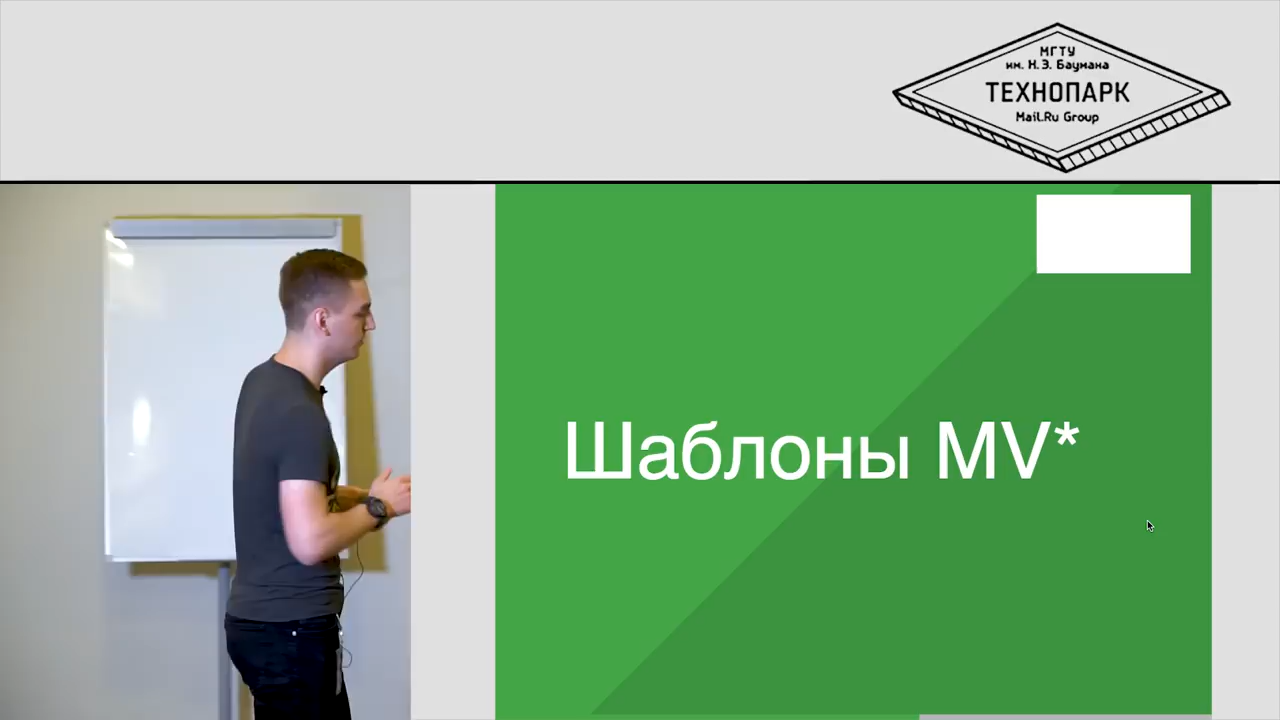 МГТУ
им. Н.Э. Баумана
ТЕХНОПАРК
Mail.Ru Group
Шаблоны MV*